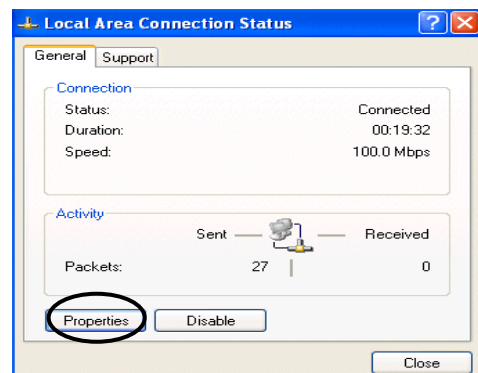 Local Area Connection Status
General Support
Connection
Status: Connected
Duration: 00:19:32
Speed: 100.0 Mbps
Activity
Sent Received
Packets: 27 0
Properties Disable
Close